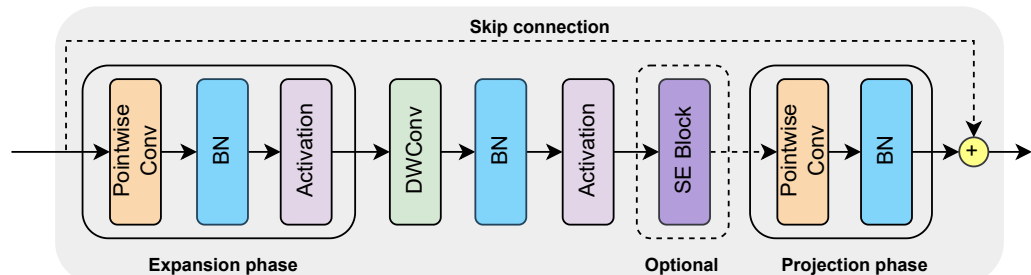 Skip connection
Pointwise
Conv
BN
Activation
DWConv
BN
Activation
SE Block
Pointwise
Conv
BN
+
Expansion phase
Optional
Projection phase